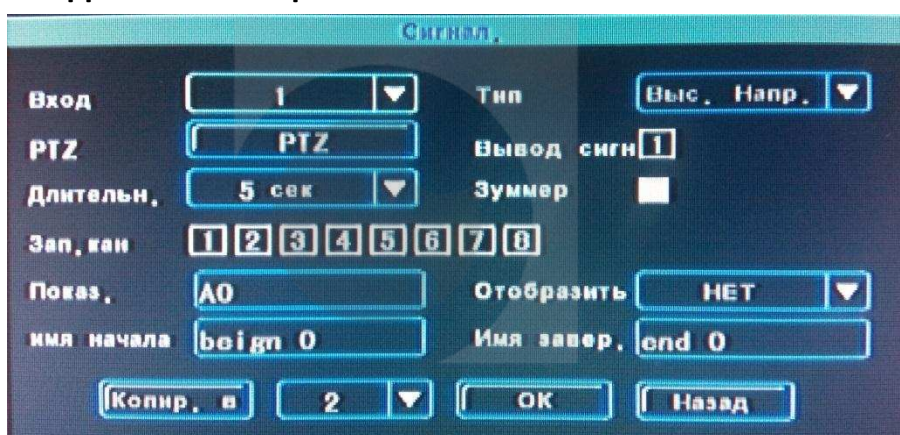 Сигнал.
Вход 1 Тип Выс. Напр.
PTZ PTZ Вывод сигн 1
Длительн. 5 сек Зуммер
Зап.кан 1 2 3 4 5 6 7 8
Показ. A0 Отобразить НЕТ
имя начала beign 0 Имя завер. end 0
Копир. в 2 OK Назад